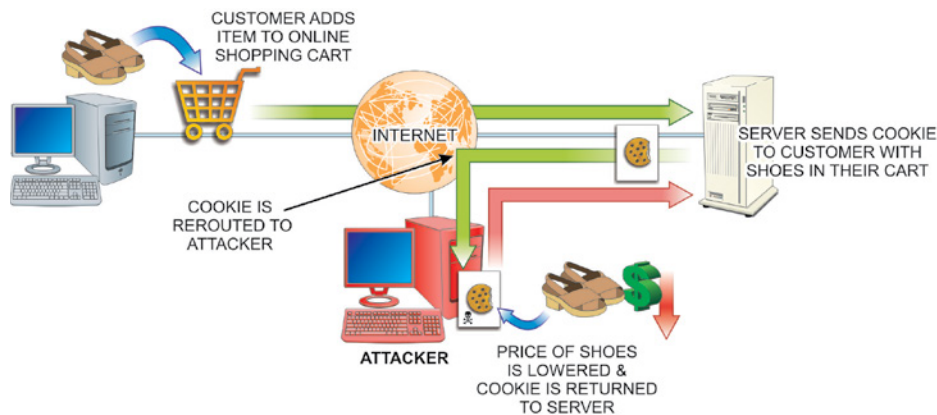 CUSTOMER ADDS
ITEM TO ONLINE
SHOPPING CART
INTERNET
SERVER SENDS COOKIE
TO CUSTOMER WITH
SHOES IN THEIR CART
COOKIE IS
REROUTED TO
ATTACKER
$
ATTACKER
PRICE OF SHOES
IS LOWERED &
COOKIE IS RETURNED
TO SERVER